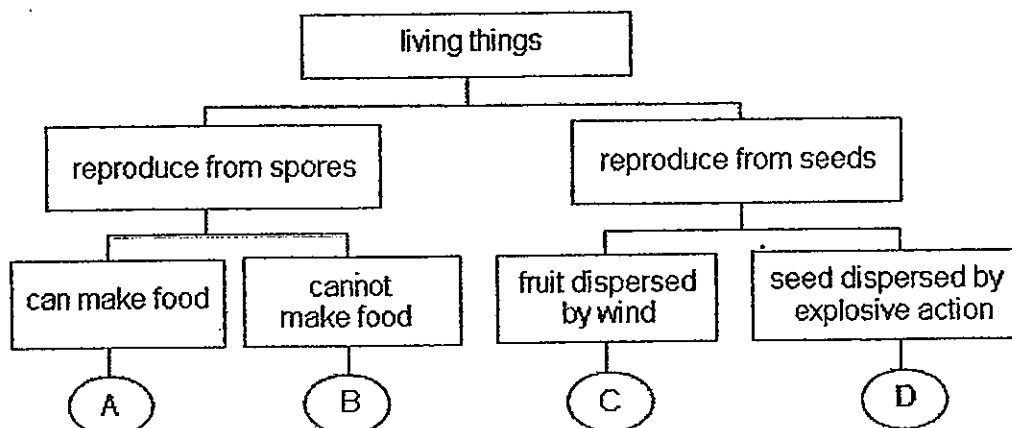 living things
reproduce from spores
reproduce from seeds
can make food
cannot
make food
fruit dispersed
by wind
seed dispersed by
explosive action
A
B
C
D